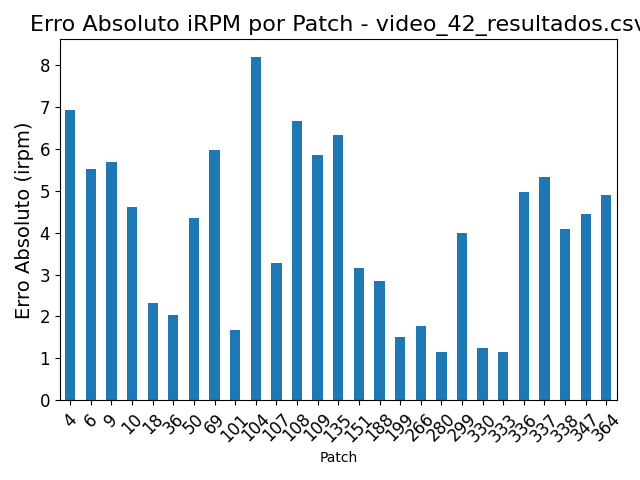 Erro Absoluto iRPM por Patch - video_42_resultados.csv
Erro Absoluto (irpm)
8
7
6
5
4
3
2
1
0
4 6 9 10 18 36 50 69 101 104 107 108 109 135 151 188 199 266 280 299 330 333 336 337 338 347 364
Patch